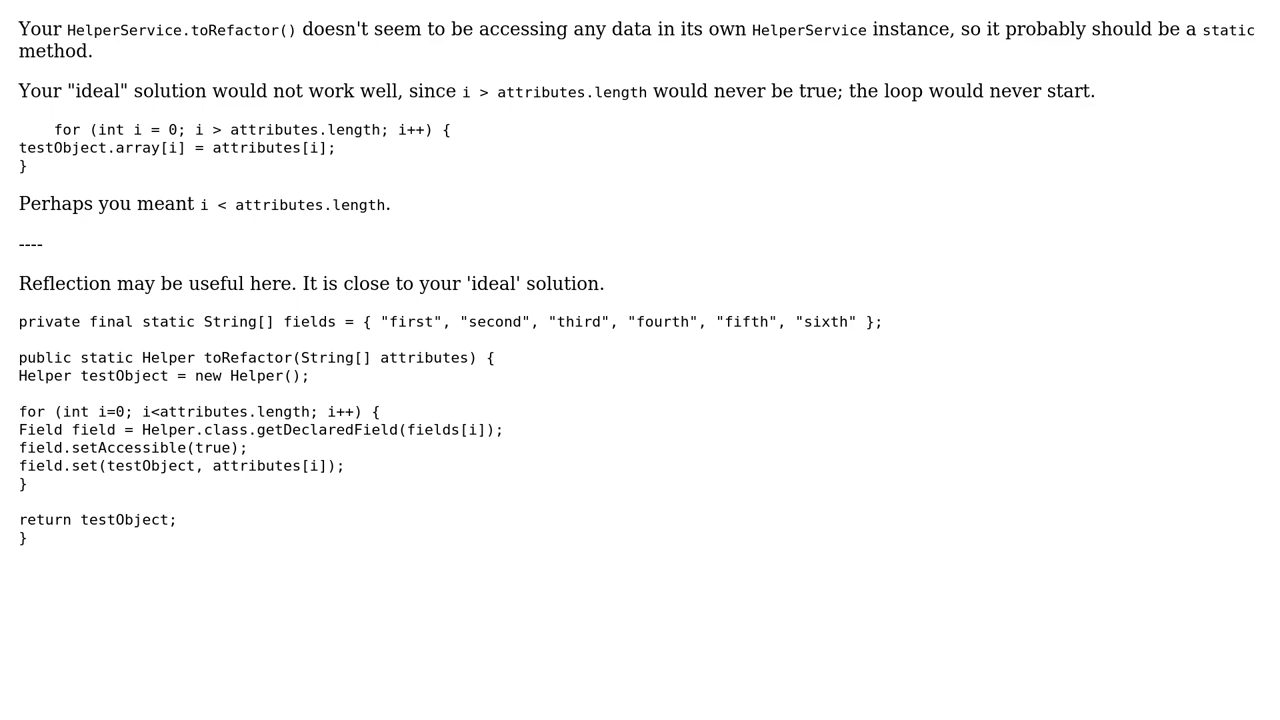 Your HelperService.toRefactor() doesn't seem to be accessing any data in its own HelperService instance, so it probably should be a static
method.
Your "ideal" solution would not work well, since i > attributes.length would never be true; the loop would never start.
    for (int i = 0; i > attributes.length; i++) {
testObject.array[i] = attributes[i];
}
Perhaps you meant i < attributes.length.
----
Reflection may be useful here. It is close to your 'ideal' solution.
private final static String[] fields = { "first", "second", "third", "fourth", "fifth", "sixth" };
public static Helper toRefactor(String[] attributes) {
Helper testObject = new Helper();
for (int i=0; i<attributes.length; i++) {
Field field = Helper.class.getDeclaredField(fields[i]);
field.setAccessible(true);
field.set(testObject, attributes[i]);
}
return testObject;
}